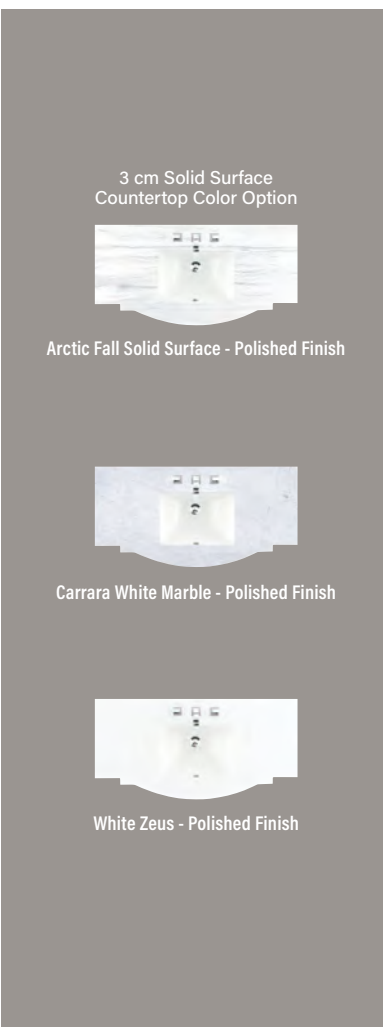 3 cm Solid Surface
Countertop Color Option
Arctic Fall Solid Surface - Polished Finish
Carrara White Marble - Polished Finish
White Zeus - Polished Finish